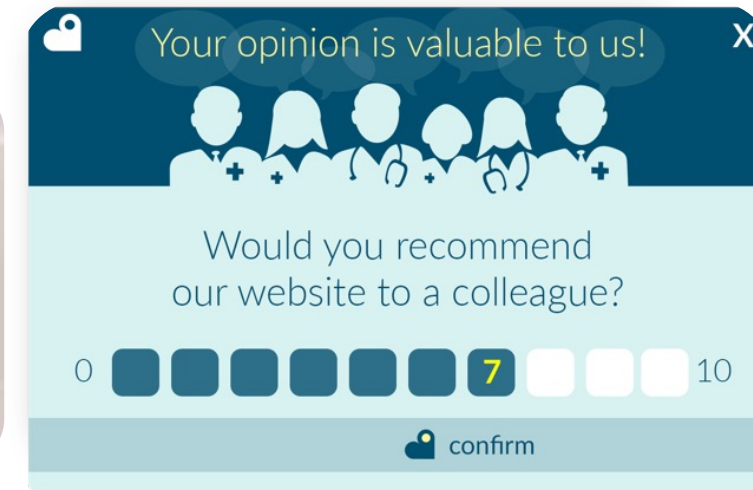 Your opinion is valuable to us!
X
Would you recommend
our website to a colleague?
0 7 10
confirm